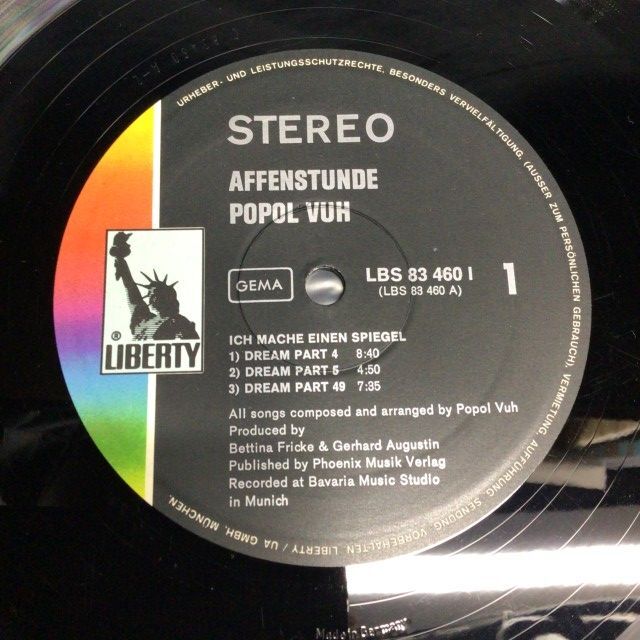 URHEBER- UND LEISTUNGSSCHUTZRECHTE, BESONDERS VERVIELFÄLTIGUNG, (AUSSER ZUM PERSÖNLICHEN GEBRAUCH), VERMIETUNG, AUFFÜHRUNG, SENDUNG, VORBEHALTEN. LIBERTY / UA GMBH, MÜNCHEN.
STEREO
AFFENSTUNDE
POPOL VUH
GEMA
LBS 83 460 I
(LBS 83 460 A)
1
® LIBERTY
ICH MACHE EINEN SPIEGEL
1) DREAM PART 4 8:40
2) DREAM PART 5 4:50
3) DREAM PART 49 7:35
All songs composed and arranged by Popol Vuh
Produced by
Bettina Fricke & Gerhard Augustin
Published by Phoenix Musik Verlag
Recorded at Bavaria Music Studio
in Munich
Made in Germany